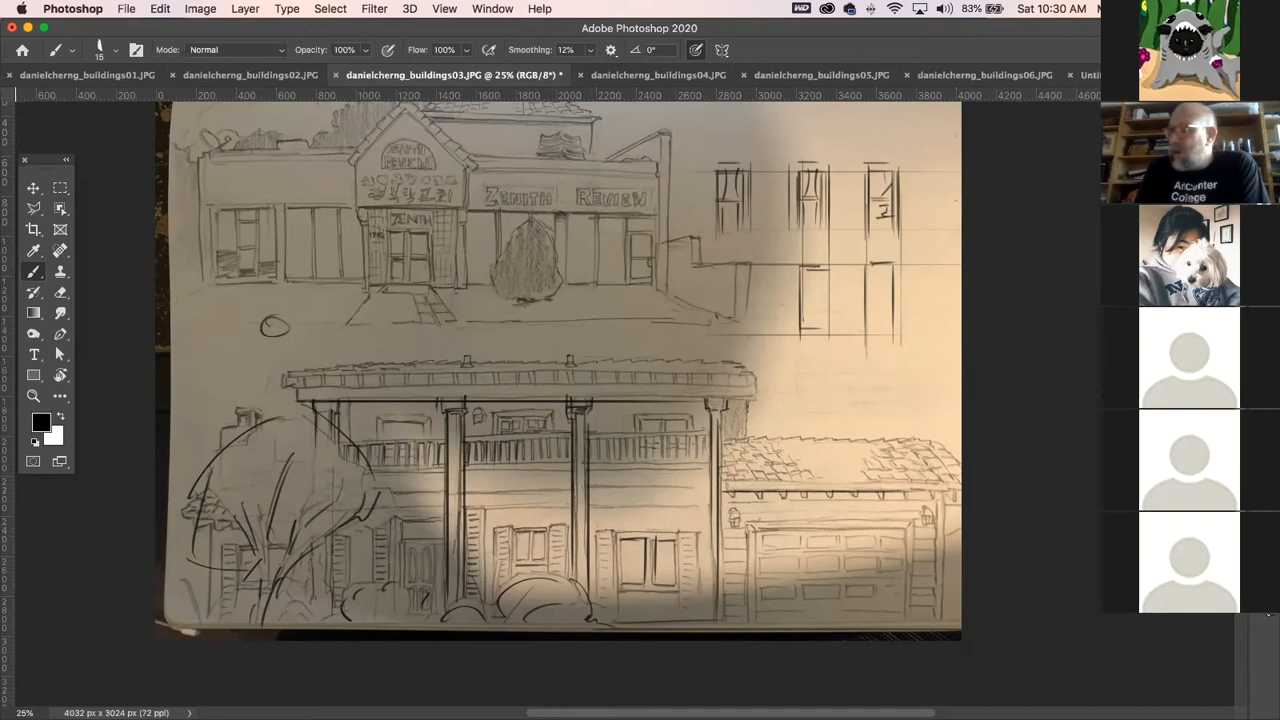 Photoshop File Edit Image Layer Type Select Filter 3D View Window Help 83% Sat 10:30 AM
Adobe Photoshop 2020
15 Mode: Normal Opacity: 100% Flow: 100% Smoothing: 12% 0°
danielcherng_buildings01.JPG danielcherng_buildings02.JPG danielcherng_buildings03.JPG @ 25% (RGB/8*) * danielcherng_buildings04.JPG danielcherng_buildings05.JPG danielcherng_buildings06.JPG Unti
600 400 200 0 200 400 600 800 1000 1200 1400 1600 1800 2000 2200 2400 2600 2800 3000 3200 3400 3600 3800 4000 4200 4400 4600
ZENITH
REVIEW
ZENITH REVIEW
ZENITH
ArtCenter
College
25% 4032 px x 3024 px (72 ppi)